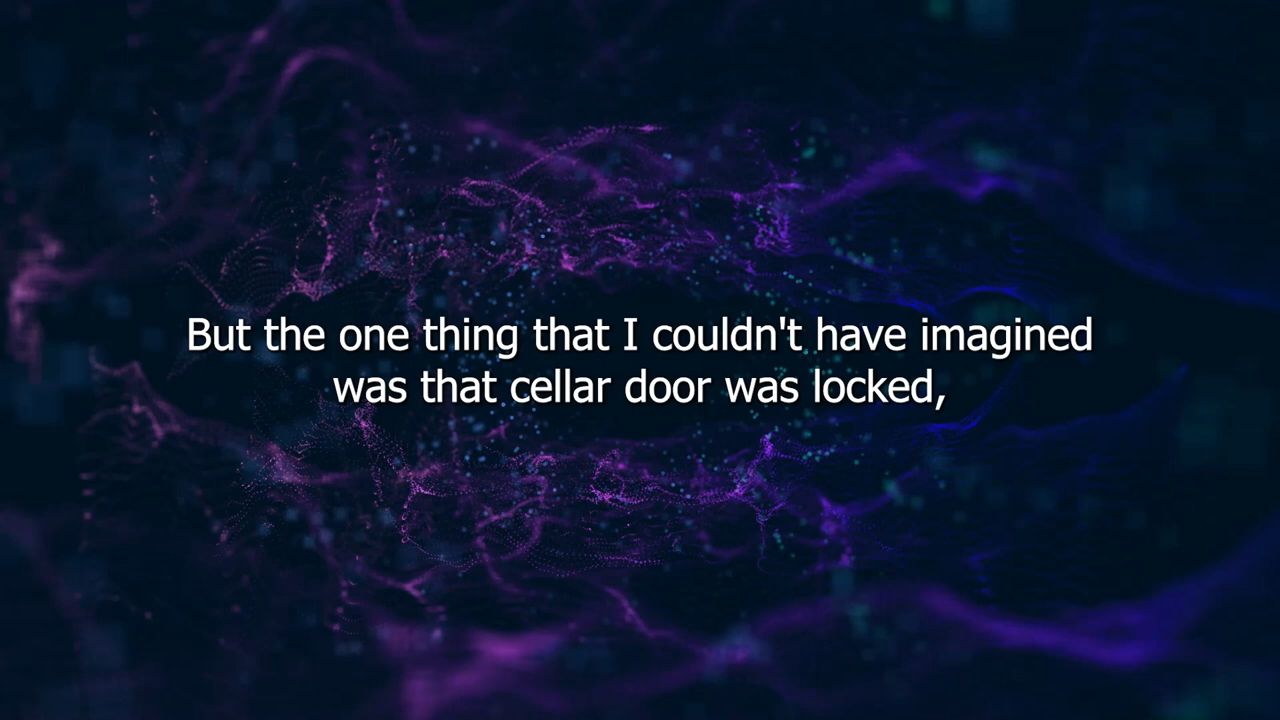 But the one thing that I couldn't have imagined
was that cellar door was locked,